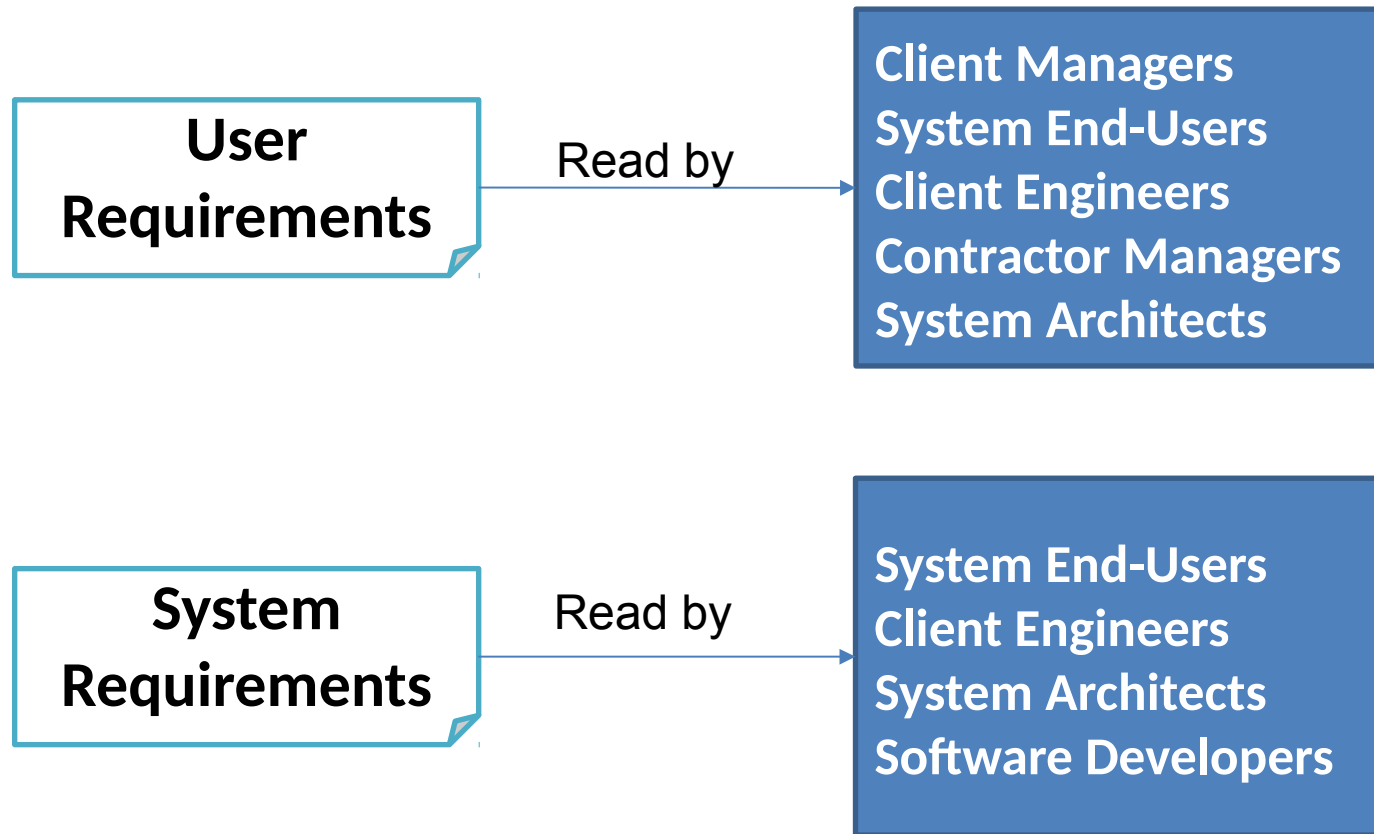 User
Requirements
Read by
Client Managers
System End-Users
Client Engineers
Contractor Managers
System Architects
System
Requirements
Read by
System End-Users
Client Engineers
System Architects
Software Developers